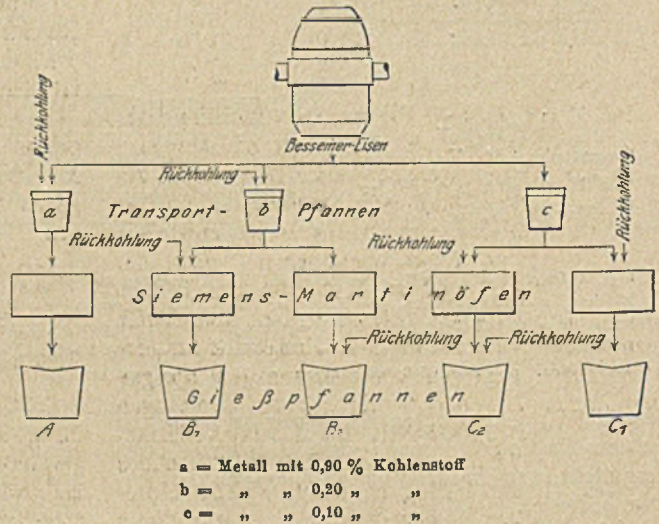 Bessemer-Eisen
Rückkohlung
Rückkohlung
Rückkohlung
a Transport- b Pfannen c
Rückkohlung
Rückkohlung
Siemens-Martinöfen
Rückkohlung
Rückkohlung
Gießpfannen
A B₁ B₂ C₂ C₁
a = Metall mit 0,90 % Kohlenstoff
b = „ „ 0,20 „ „
c = „ „ 0,10 „ „